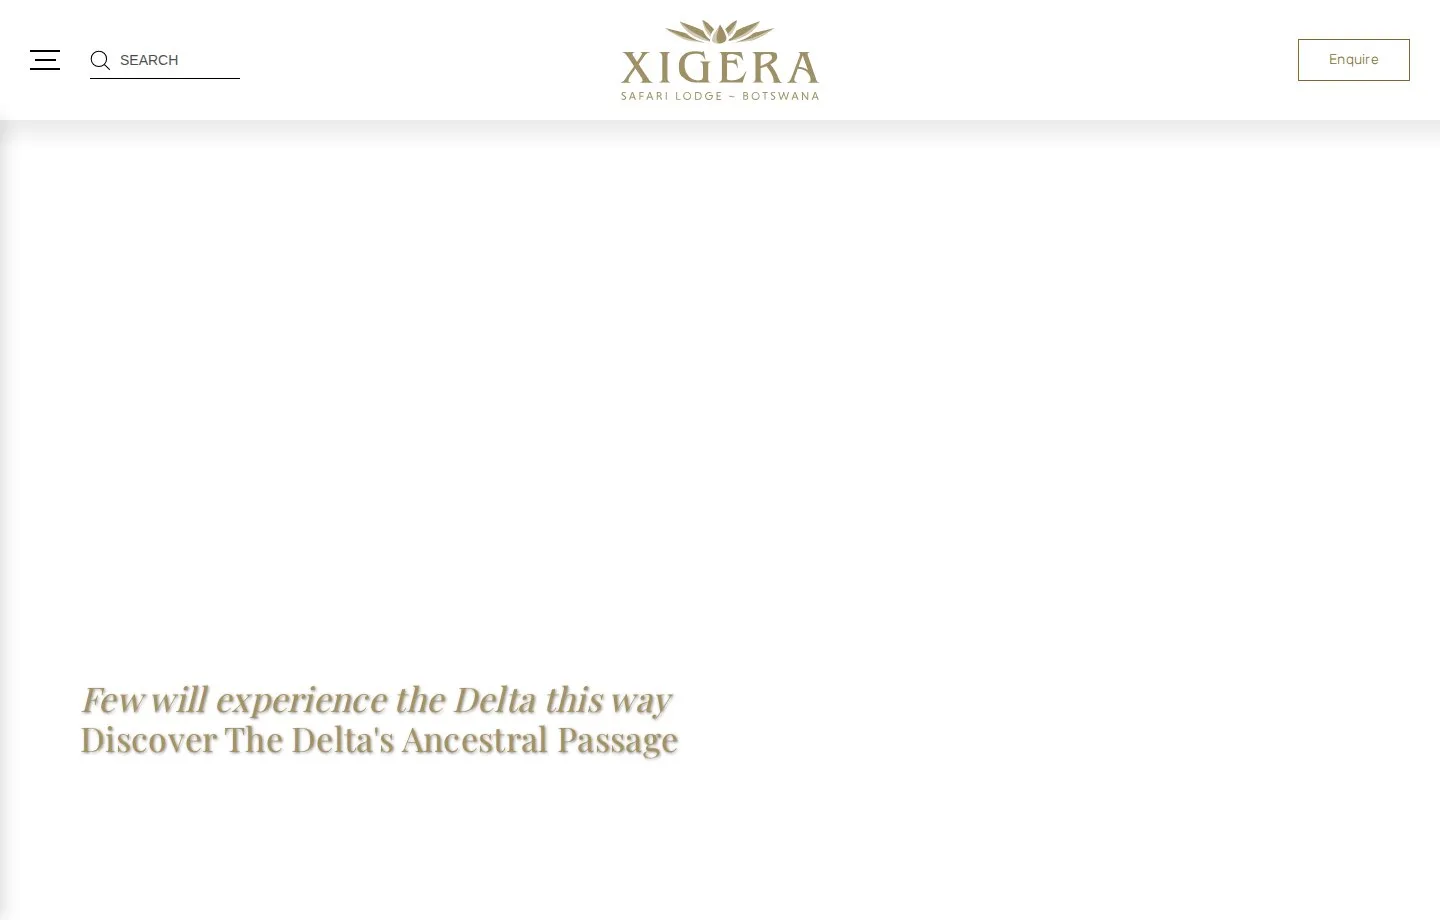 SEARCH
XIGERA
SAFARI LODGE ~ BOTSWANA
Enquire
Few will experience the Delta this way
Discover The Delta's Ancestral Passage